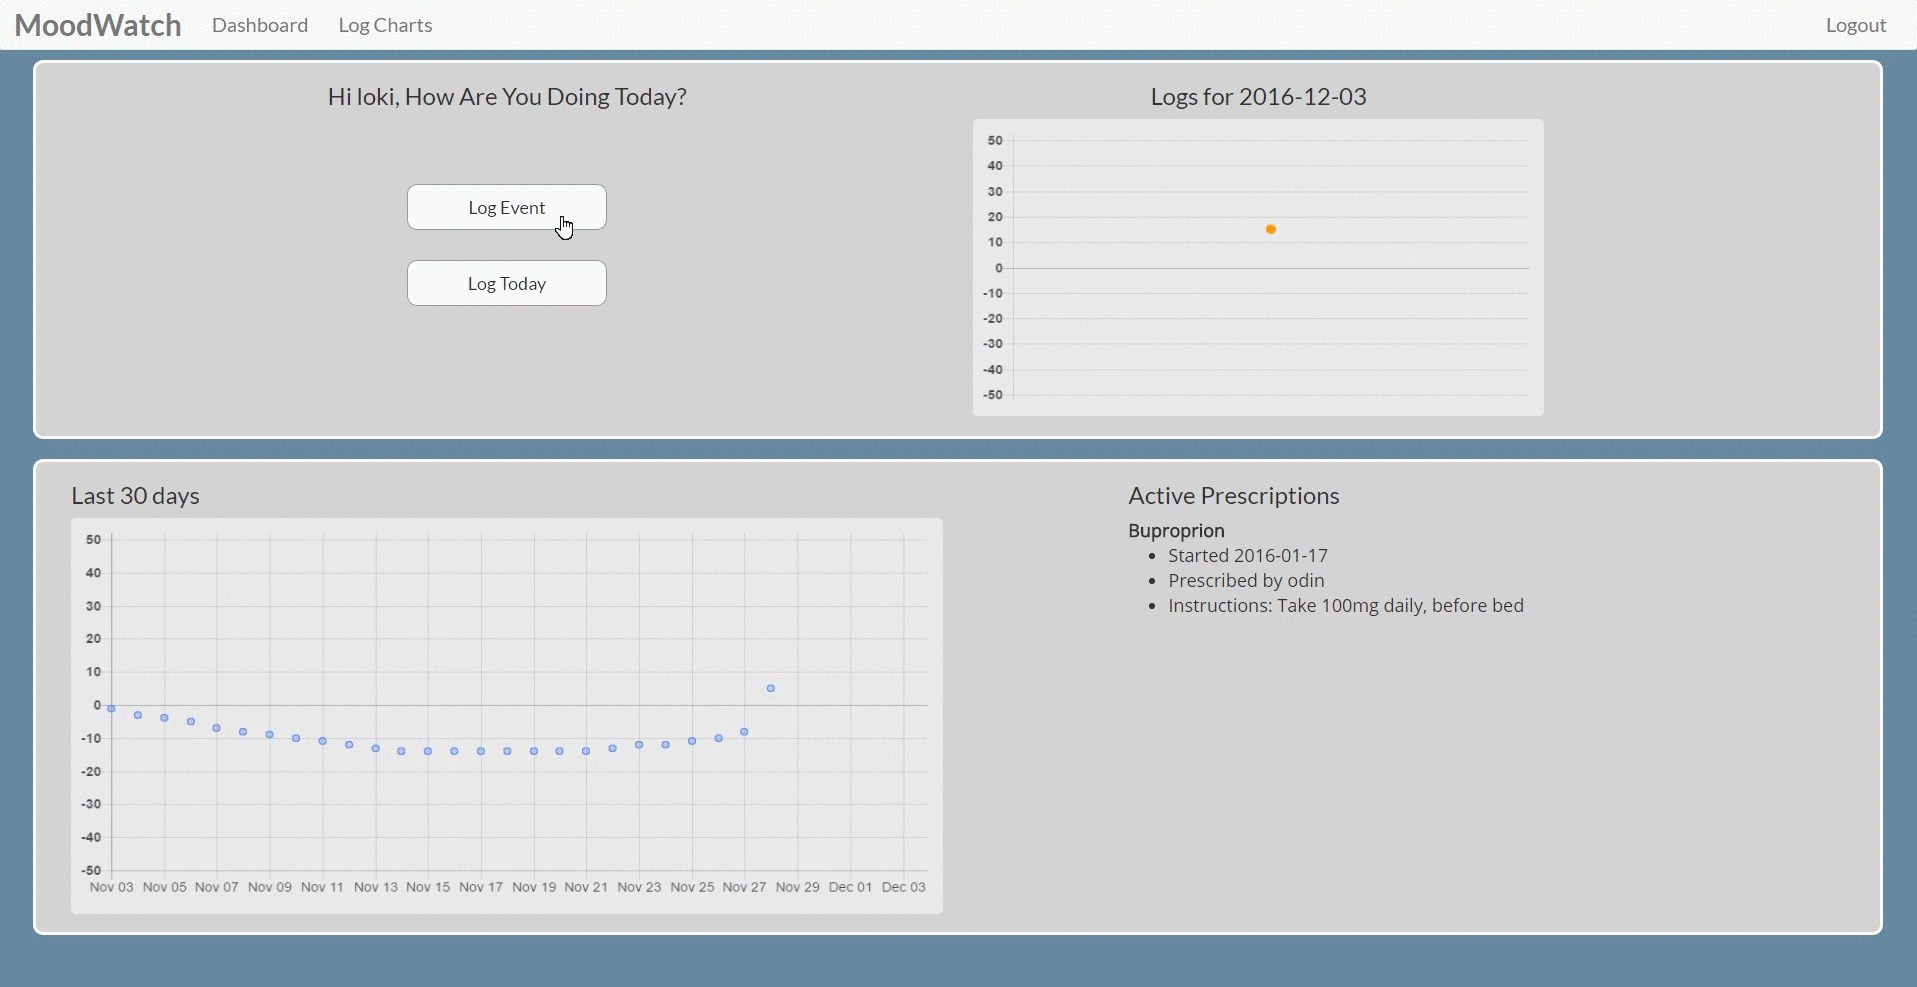 MoodWatch Dashboard Log Charts Logout
Hi loki, How Are You Doing Today?
Log Event
Log Today
Logs for 2016-12-03
50
40
30
20
10
0
-10
-20
-30
-40
-50
Last 30 days
50
40
30
20
10
0
-10
-20
-30
-40
-50
Nov 03 Nov 05 Nov 07 Nov 09 Nov 11 Nov 13 Nov 15 Nov 17 Nov 19 Nov 21 Nov 23 Nov 25 Nov 27 Nov 29 Dec 01 Dec 03
Active Prescriptions
Buproprion
• Started 2016-01-17
• Prescribed by odin
• Instructions: Take 100mg daily, before bed